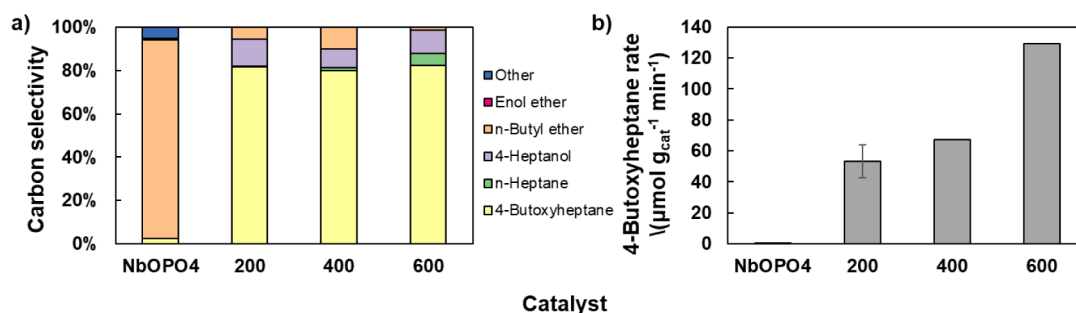 a)
Carbon selectivity
100%
80%
60%
40%
20%
0%
NbOPO4 200 400 600
Other
Enol ether
n-Butyl ether
4-Heptanol
n-Heptane
4-Butoxyheptane
b)
4-Butoxyheptane rate
\(µmol gcat-1 min-1)
140
120
100
80
60
40
20
0
NbOPO4 200 400 600
Catalyst